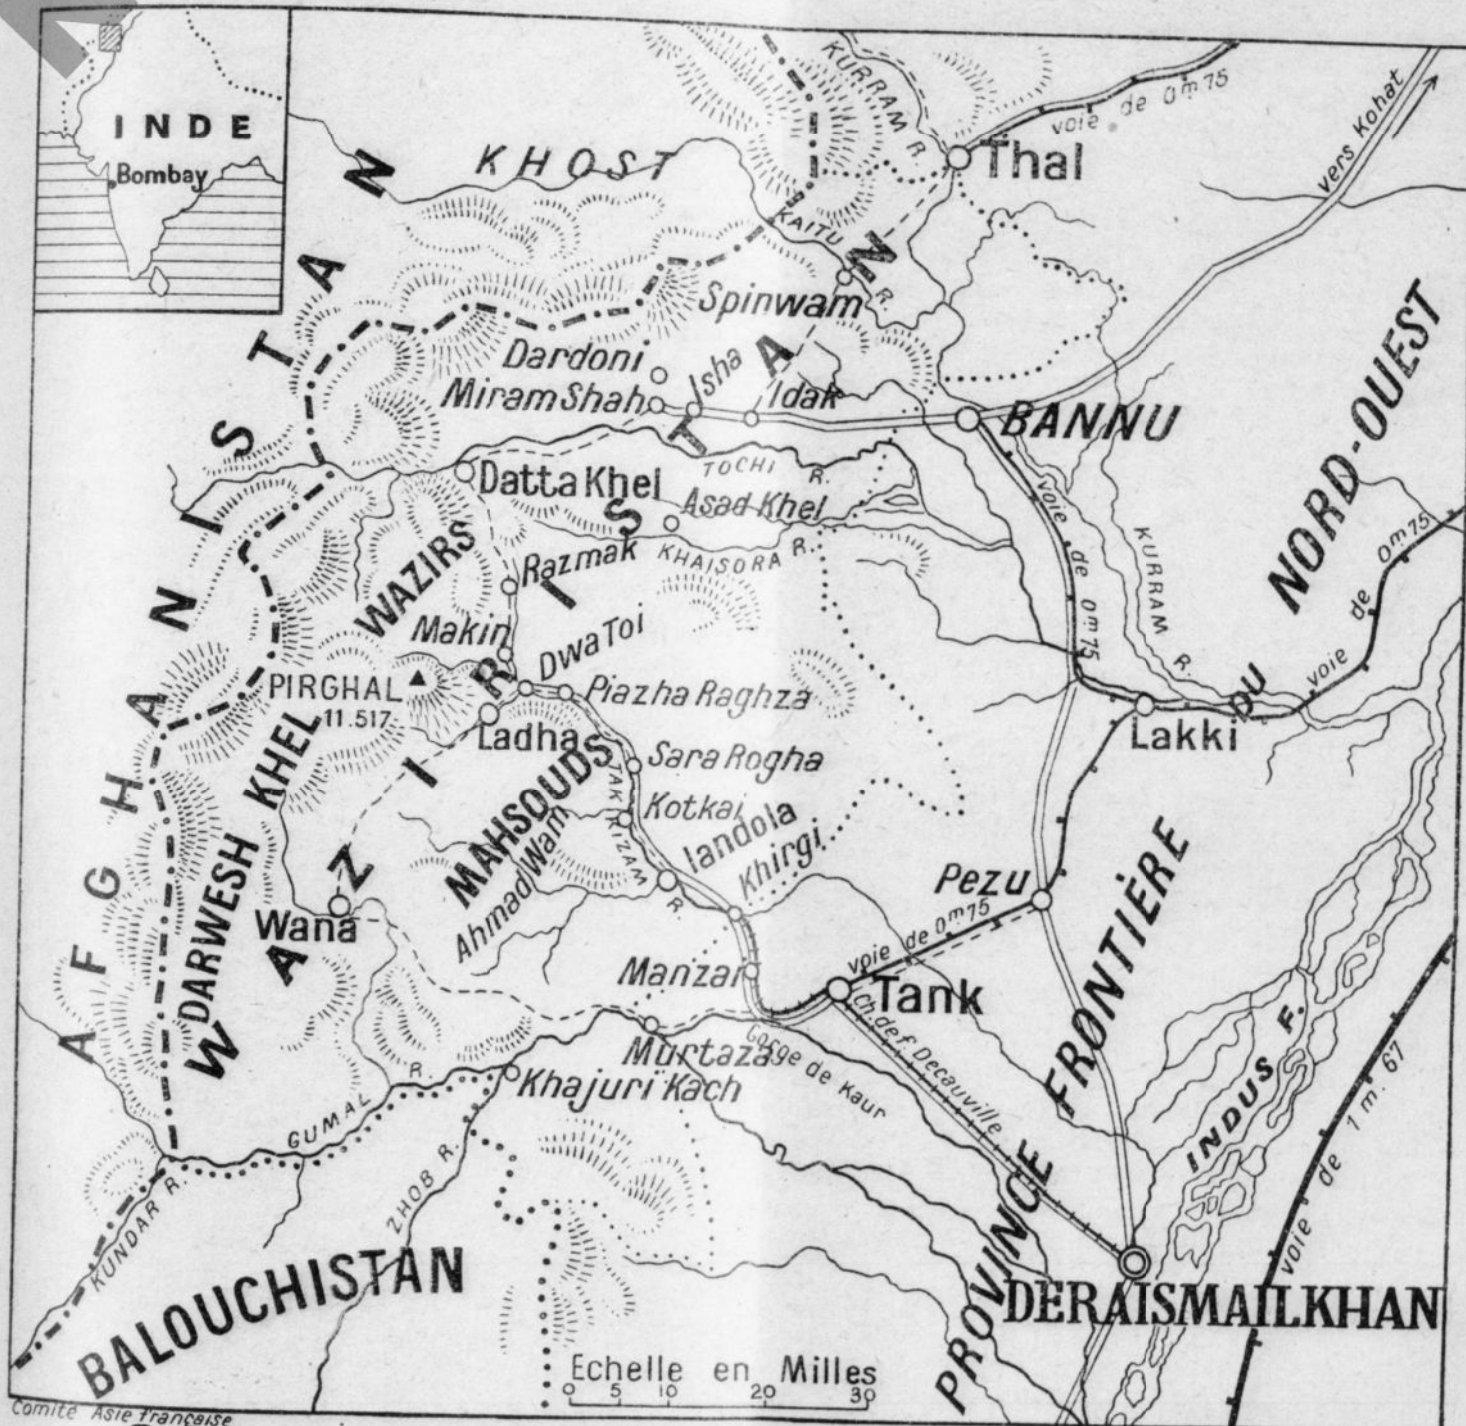 INDE
Bombay
AFGHANISTAN
KHOST
KURRAM R.
voie de 0m75
Thal
vers Kohat
KAITU R.
Spinwam
Dardoni
Miram Shah
Isha
Idak
BANNU
TOCHI R.
Datta Khel
Asad Khel
KHAISORA R.
Razmak
WAZIRISTAN
DARWESH KHEL WAZIRS
Makin
Dwa Toi
PIRGHAL
11.517
Piazha Raghza
Ladha
MAHSOUDS
Sara Rogha
TAK KIZAM R.
Kotkai
Ahmad Wam
Iandola
Khirgi
voie de 0m75
KURRAM R.
voie de 0m75
Lakki
PROVINCE FRONTIÈRE DU NORD-OUEST
Pezu
voie de 0m75
Wana
Manzai
Tank
Ch. de f. Decauville
Murtaza
Gorge de Kaur
Khajuri Kach
GUMAL R.
ZHOB R.
KUNDAR R.
INDUS F.
voie de 1 m. 67
BALOUCHISTAN
DERAISMAILKHAN
Echelle en Milles
0 5 10 20 30
Comité Asie française